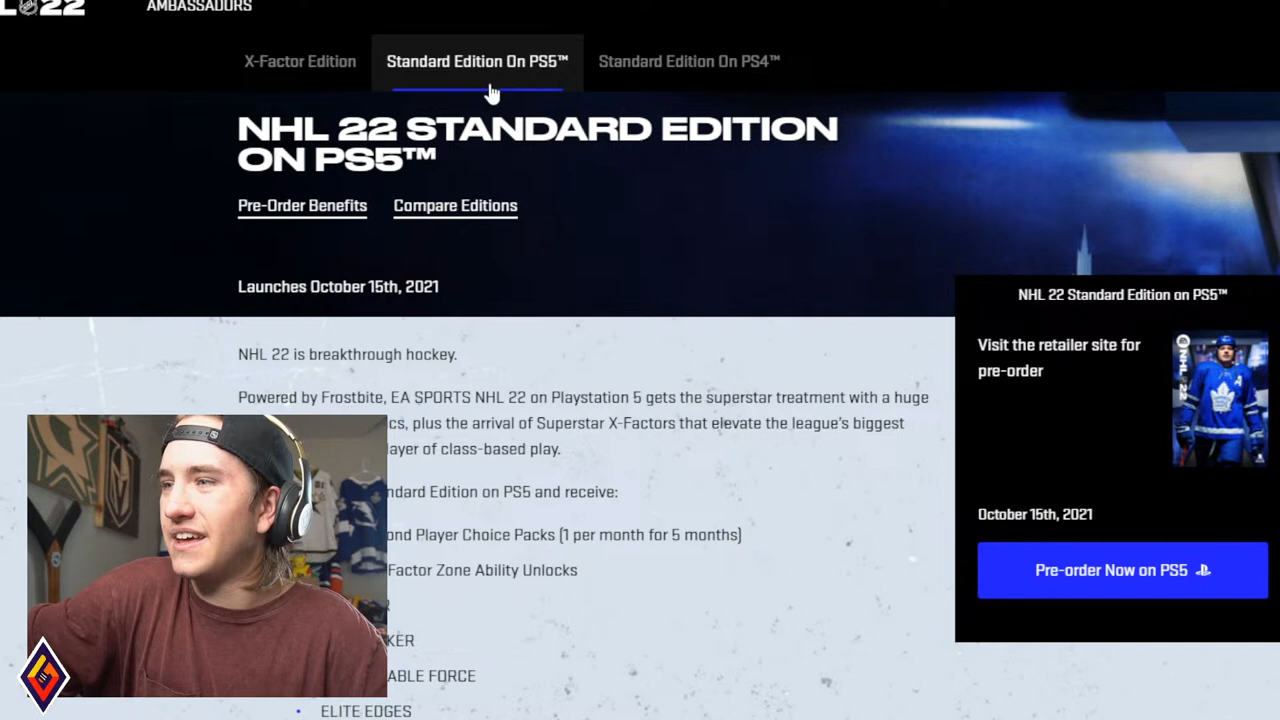 L 22
AMBASSADORS
X-Factor Edition
Standard Edition On PS5™
Standard Edition On PS4™
NHL 22 STANDARD EDITION
ON PS5™
Pre-Order Benefits
Compare Editions
Launches October 15th, 2021
NHL 22 Standard Edition on PS5™
Visit the retailer site for
pre-order
NHL 22
October 15th, 2021
Pre-order Now on PS5
NHL 22 is breakthrough hockey.
Powered by Frostbite, EA SPORTS NHL 22 on Playstation 5 gets the superstar treatment with a huge
cs, plus the arrival of Superstar X-Factors that elevate the league's biggest
layer of class-based play.
ndard Edition on PS5 and receive:
ond Player Choice Packs (1 per month for 5 months)
Factor Zone Ability Unlocks
R
KER
ABLE FORCE
• ELITE EDGES